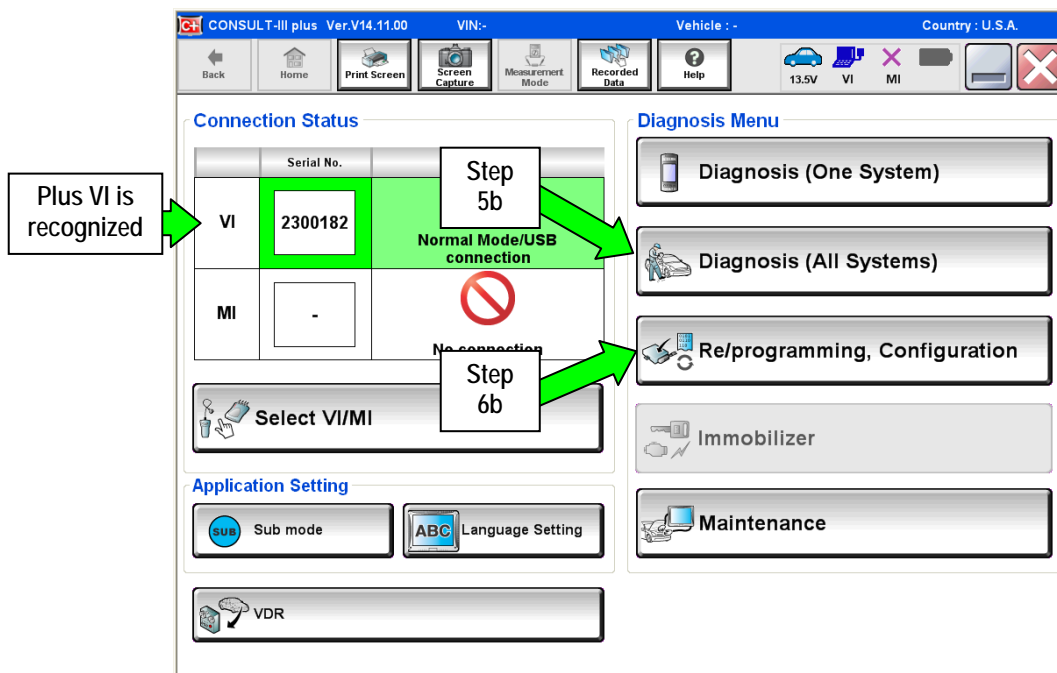 C+ CONSULT-III plus Ver.V14.11.00 VIN:- Vehicle : - Country : U.S.A.
Back
Home
Print Screen
Screen
Capture
Measurement
Mode
Recorded
Data
Help
13.5V
VI
MI
Connection Status
Serial No.
Plus VI is
recognized
VI
2300182
Normal Mode/USB
connection
MI
-
No connection
Select VI/MI
Application Setting
SUB
Sub mode
ABC
Language Setting
VDR
Diagnosis Menu
Diagnosis (One System)
Step
5b
Diagnosis (All Systems)
Step
6b
Re/programming, Configuration
Immobilizer
Maintenance